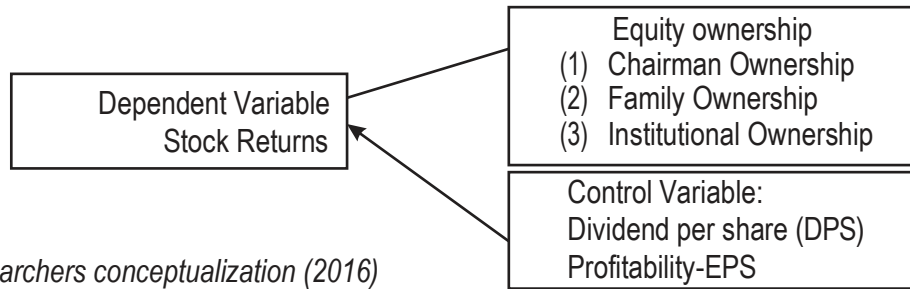 Dependent Variable
Stock Returns
Equity ownership
(1) Chairman Ownership
(2) Family Ownership
(3) Institutional Ownership
Control Variable:
Dividend per share (DPS)
Profitability-EPS
archers conceptualization (2016)